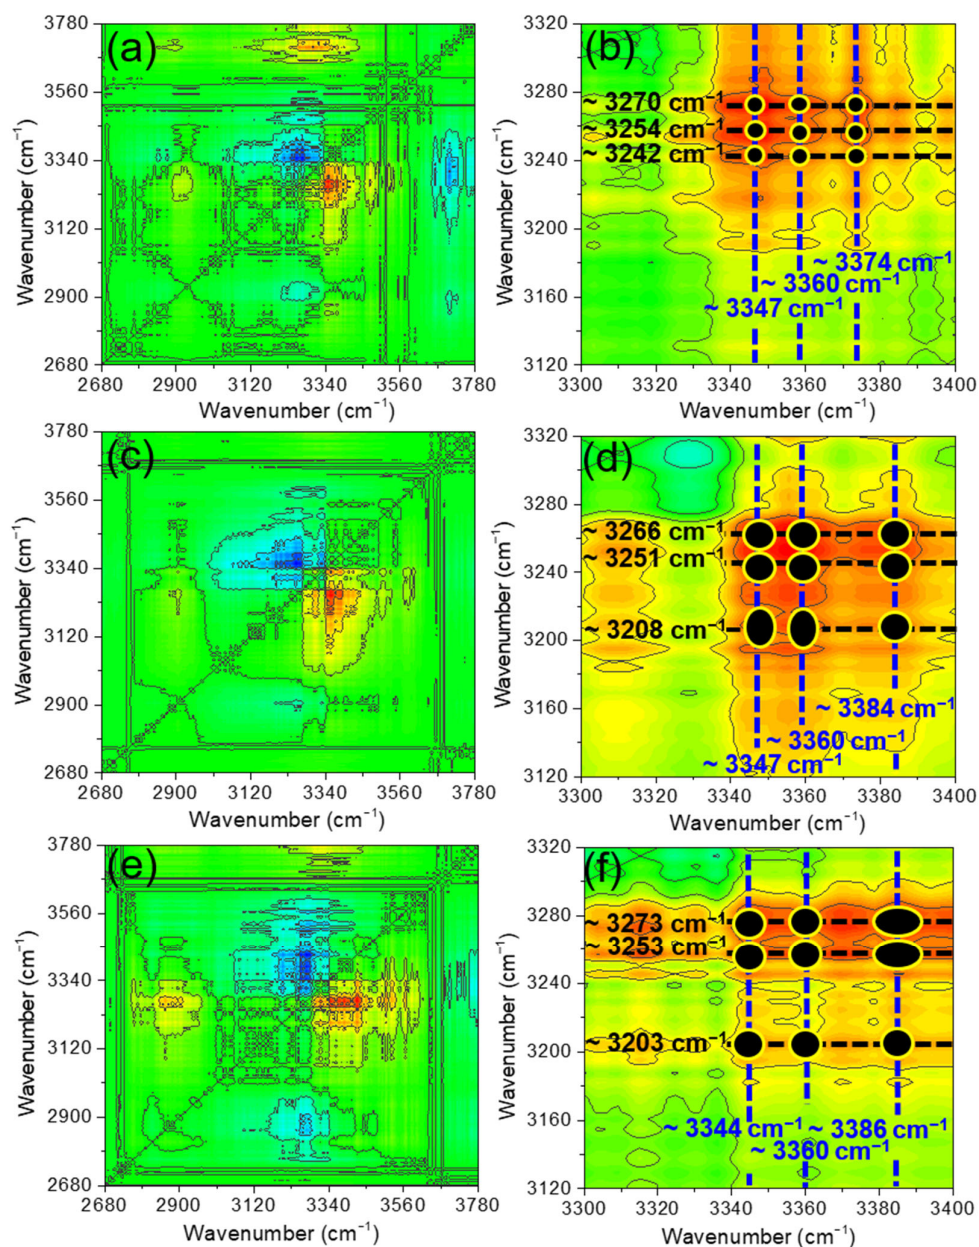 (a)
3780
3560
3340
3120
2900
2680
Wavenumber (cm⁻¹)
2680 2900 3120 3340 3560 3780
Wavenumber (cm⁻¹)
(b)
3320
3280
3240
3200
3160
3120
Wavenumber (cm⁻¹)
~ 3270 cm⁻¹
~ 3254 cm⁻¹
~ 3242 cm⁻¹
~ 3374 cm⁻¹
~ 3360 cm⁻¹
~ 3347 cm⁻¹
3300 3320 3340 3360 3380 3400
Wavenumber (cm⁻¹)
(c)
3780
3560
3340
3120
2900
2680
Wavenumber (cm⁻¹)
2680 2900 3120 3340 3560 3780
Wavenumber (cm⁻¹)
(d)
3320
3280
3240
3200
3160
3120
Wavenumber (cm⁻¹)
~ 3266 cm⁻¹
~ 3251 cm⁻¹
~ 3208 cm⁻¹
~ 3384 cm⁻¹
~ 3360 cm⁻¹
~ 3347 cm⁻¹
3300 3320 3340 3360 3380 3400
Wavenumber (cm⁻¹)
(e)
3780
3560
3340
3120
2900
2680
Wavenumber (cm⁻¹)
2680 2900 3120 3340 3560 3780
Wavenumber (cm⁻¹)
(f)
3320
3280
3240
3200
3160
3120
Wavenumber (cm⁻¹)
~ 3273 cm⁻¹
~ 3253 cm⁻¹
~ 3203 cm⁻¹
~ 3344 cm⁻¹ ~ 3386 cm⁻¹
~ 3360 cm⁻¹
3300 3320 3340 3360 3380 3400
Wavenumber (cm⁻¹)